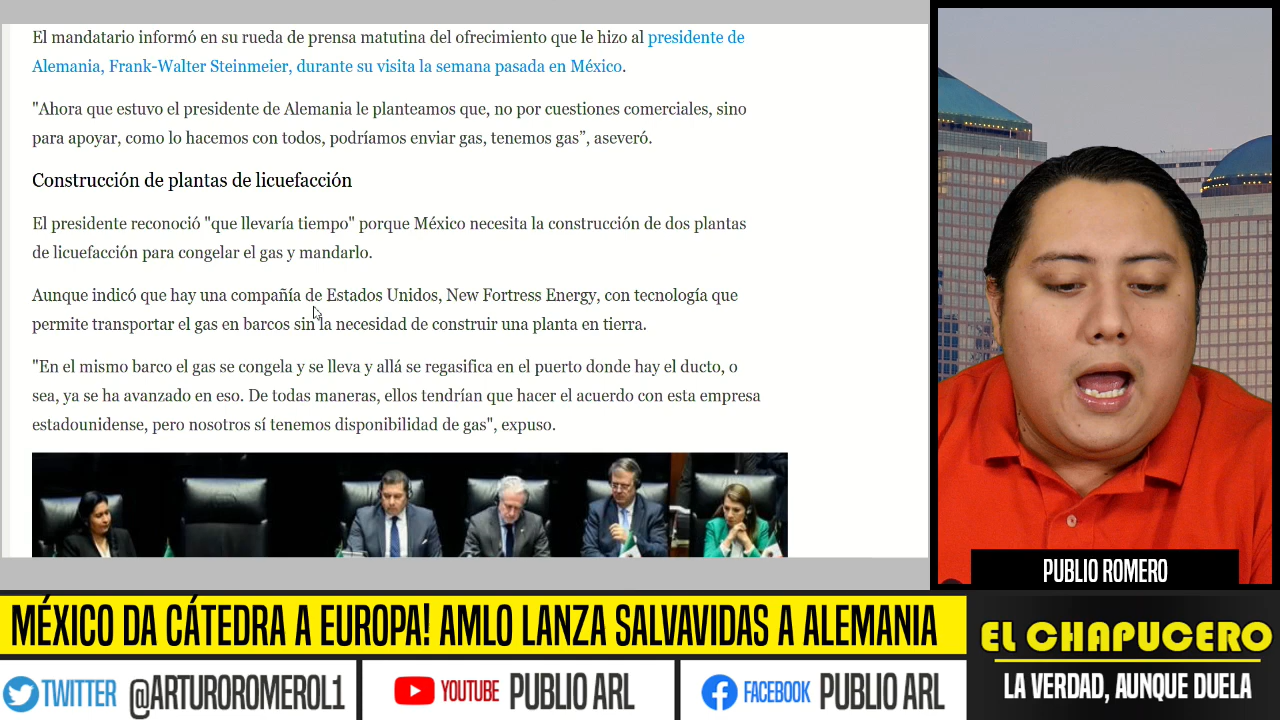 El mandatario informó en su rueda de prensa matutina del ofrecimiento que le hizo al presidente de
Alemania, Frank-Walter Steinmeier, durante su visita la semana pasada en México.
"Ahora que estuvo el presidente de Alemania le planteamos que, no por cuestiones comerciales, sino
para apoyar, como lo hacemos con todos, podríamos enviar gas, tenemos gas”, aseveró.
Construcción de plantas de licuefacción
El presidente reconoció "que llevaría tiempo" porque México necesita la construcción de dos plantas
de licuefacción para congelar el gas y mandarlo.
Aunque indicó que hay una compañía de Estados Unidos, New Fortress Energy, con tecnología que
permite transportar el gas en barcos sin la necesidad de construir una planta en tierra.
"En el mismo barco el gas se congela y se lleva y allá se regasifica en el puerto donde hay el ducto, o
sea, ya se ha avanzado en eso. De todas maneras, ellos tendrían que hacer el acuerdo con esta empresa
estadounidense, pero nosotros sí tenemos disponibilidad de gas", expuso.
PUBLIO ROMERO
MÉXICO DA CÁTEDRA A EUROPA! AMLO LANZA SALVAVIDAS A ALEMANIA
EL CHAPUCERO
LA VERDAD, AUNQUE DUELA
TWITTER @ARTUROROMEROL1
YOUTUBE PUBLIO ARL
FACEBOOK PUBLIO ARL